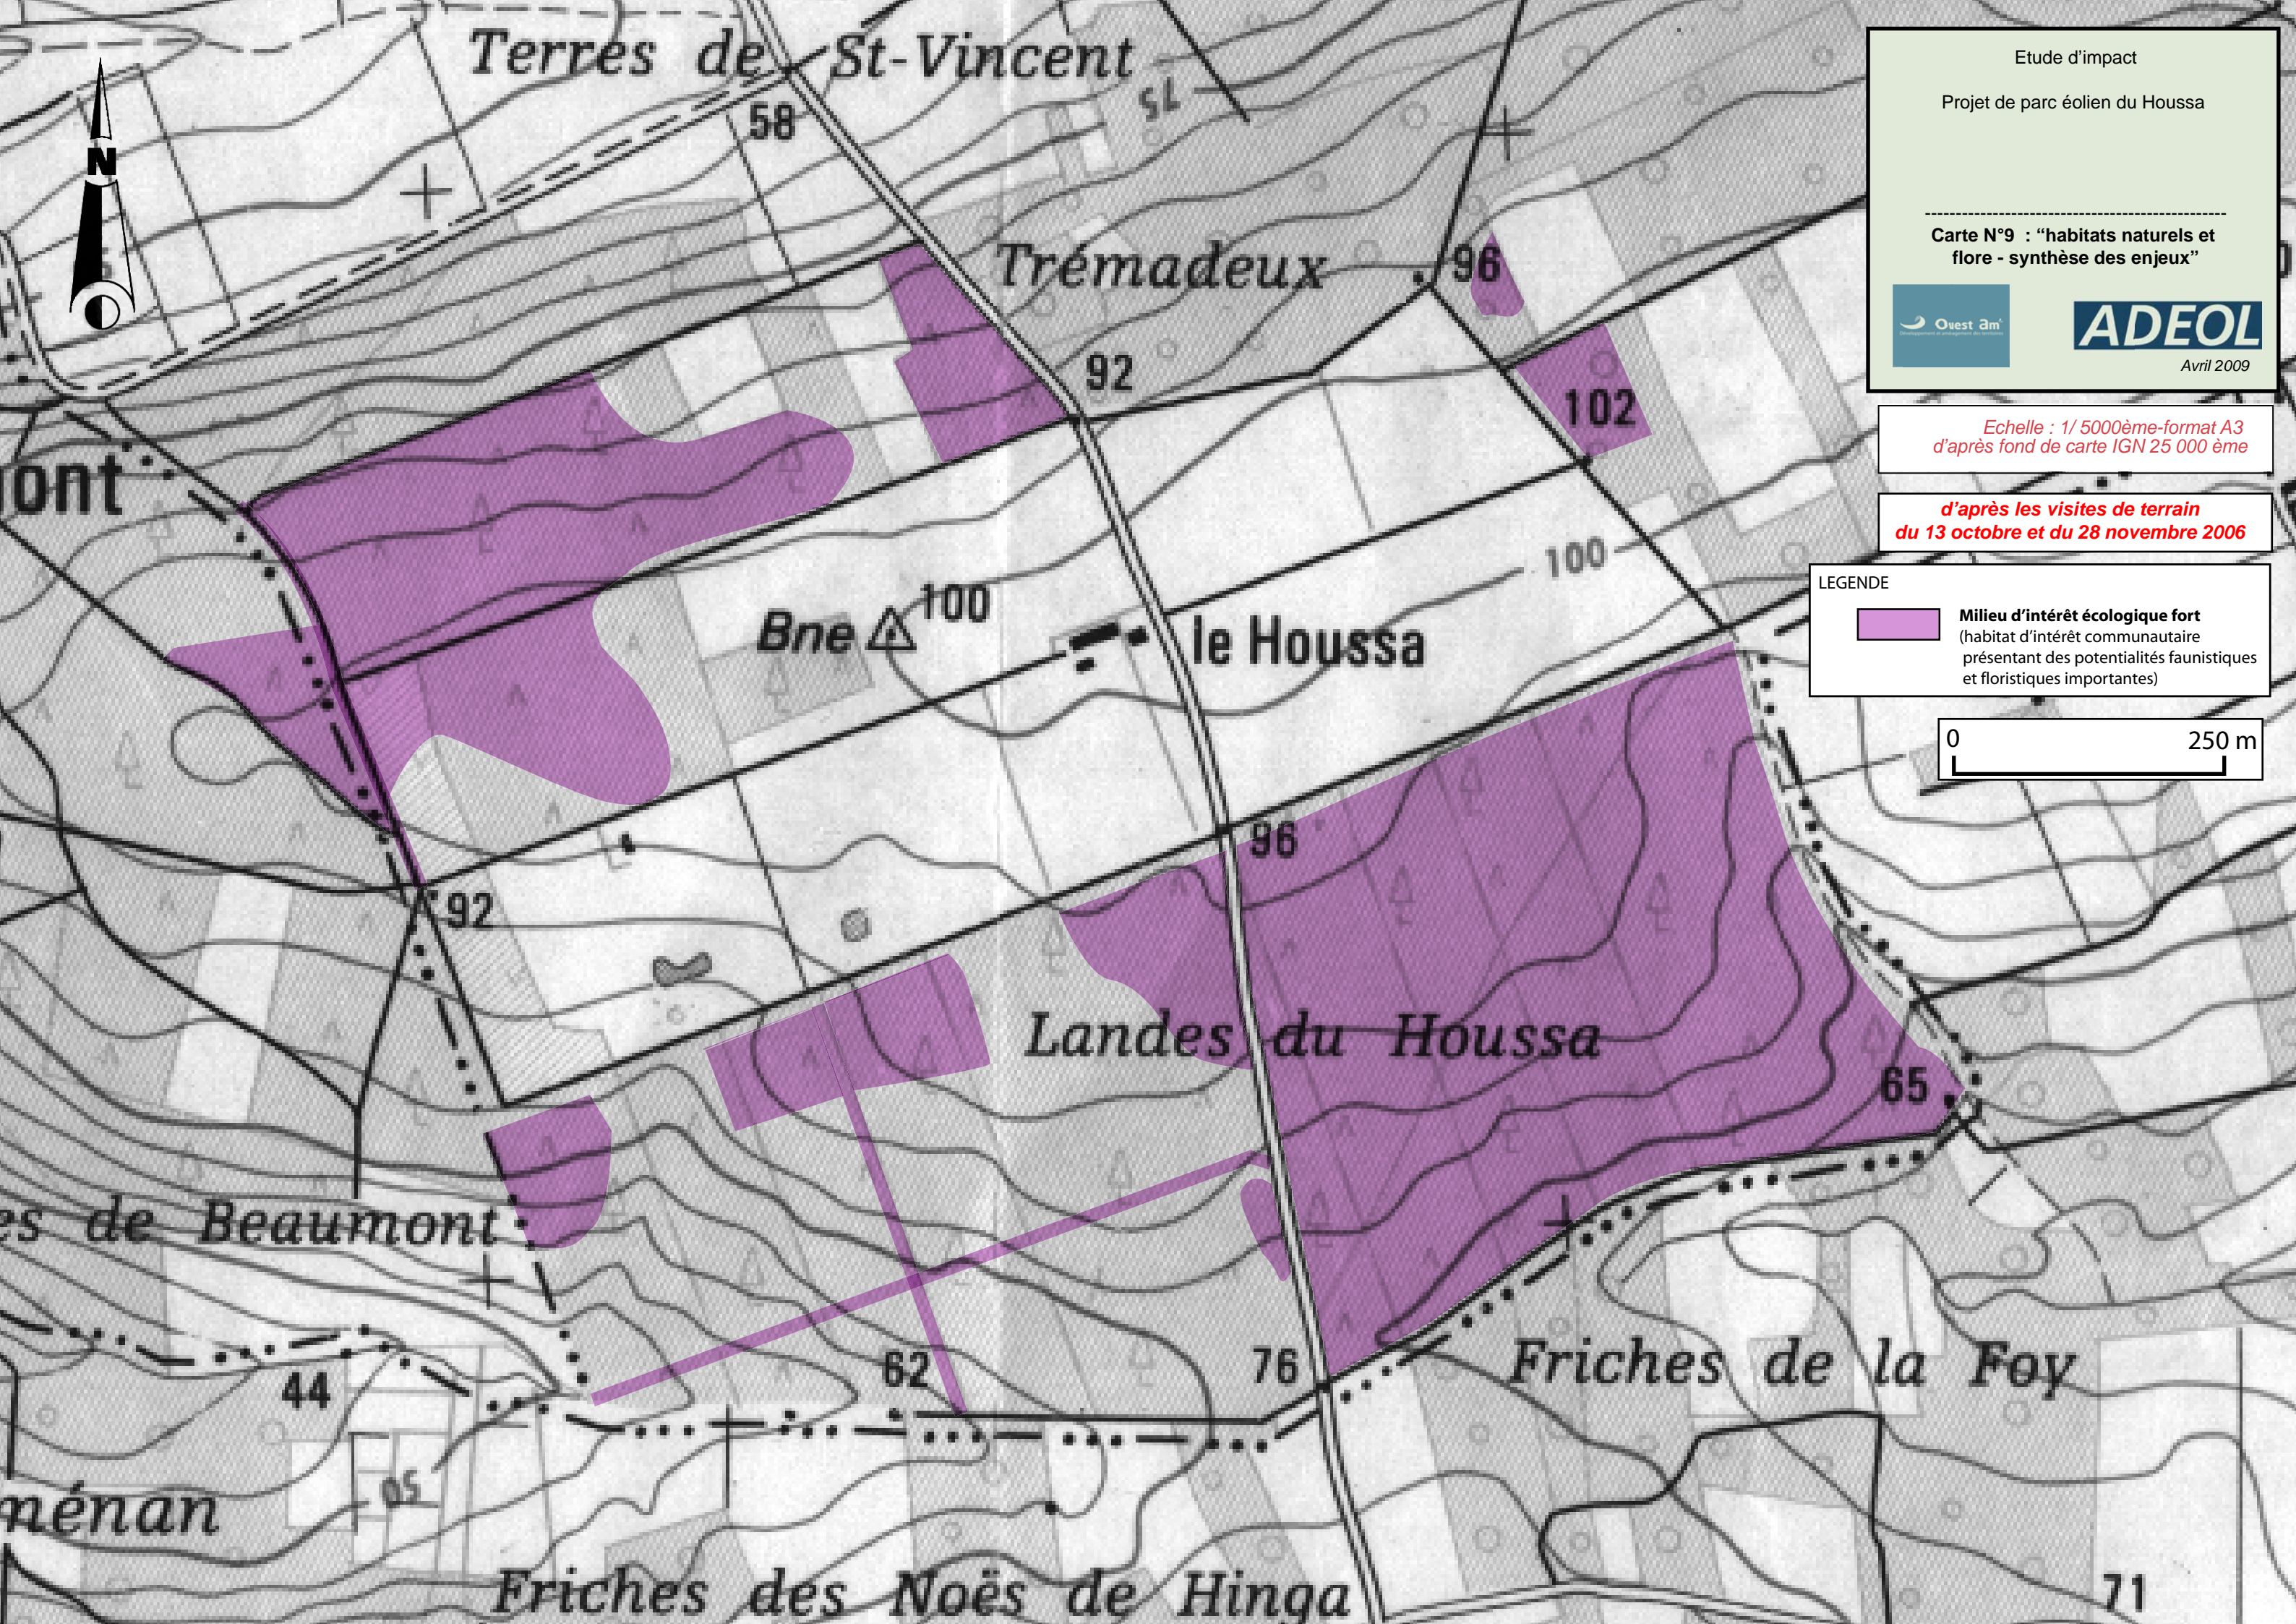 Terres de St-Vincent
58
75
N
Trémadeux
96
92
102
ont
100
Bne 100
le Houssa
96
92
Landes du Houssa
65
es de Beaumont
44
62
76
Friches de la Foy
50
ménan
Friches des Noës de Hinga
71
Etude d'impact
Projet de parc éolien du Houssa
--------------------------------------------------
Carte N°9 : “habitats naturels et
flore - synthèse des enjeux”
Ouest am'
ADEOL
Avril 2009
Echelle : 1/ 5000ème-format A3
d'après fond de carte IGN 25 000 ème
d'après les visites de terrain
du 13 octobre et du 28 novembre 2006
LEGENDE
Milieu d'intérêt écologique fort
(habitat d'intérêt communautaire
présentant des potentialités faunistiques
et floristiques importantes)
0 250 m